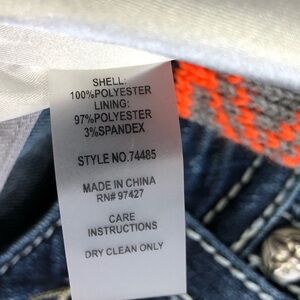 SHELL:
100%POLYESTER
LINING:
97%POLYESTER
3%SPANDEX
STYLE NO.74485
MADE IN CHINA
RN# 97427
CARE
INSTRUCTIONS
DRY CLEAN ONLY